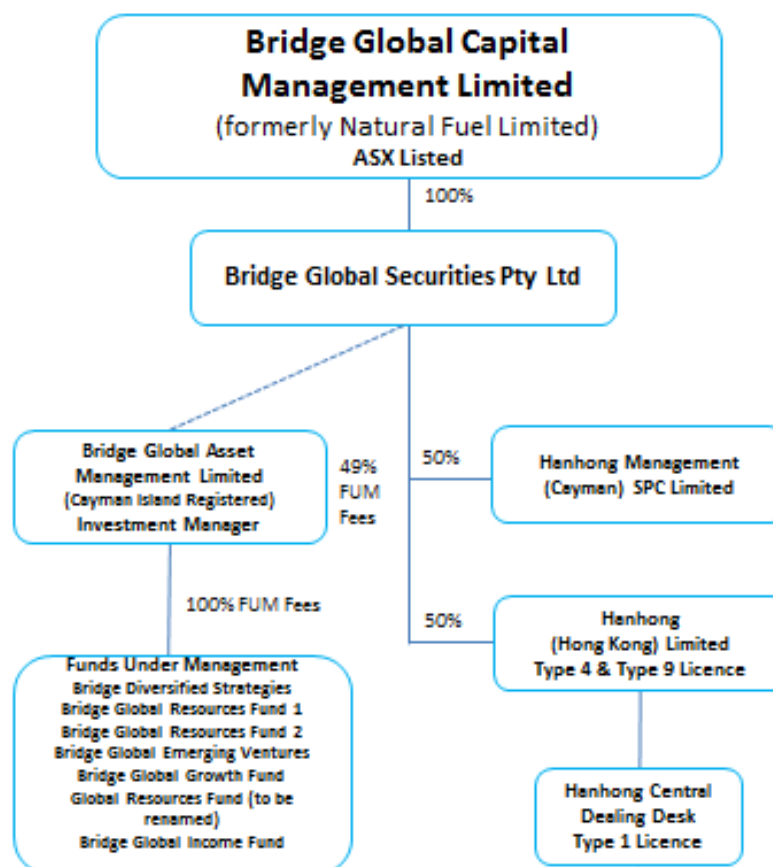 Bridge Global Capital
Management Limited
(formerly Natural Fuel Limited)
ASX Listed
100%
Bridge Global Securities Pty Ltd
Bridge Global Asset
Management Limited
(Cayman Island Registered)
Investment Manager
49%
FUM
Fees
50%
Hanhong Management
(Cayman) SPC Limited
100% FUM Fees
50%
Hanhong
(Hong Kong) Limited
Type 4 & Type 9 Licence
Funds Under Management
Bridge Diversified Strategies
Bridge Global Resources Fund 1
Bridge Global Resources Fund 2
Bridge Global Emerging Ventures
Bridge Global Growth Fund
Global Resources Fund (to be
renamed)
Bridge Global Income Fund
Hanhong Central
Dealing Desk
Type 1 Licence